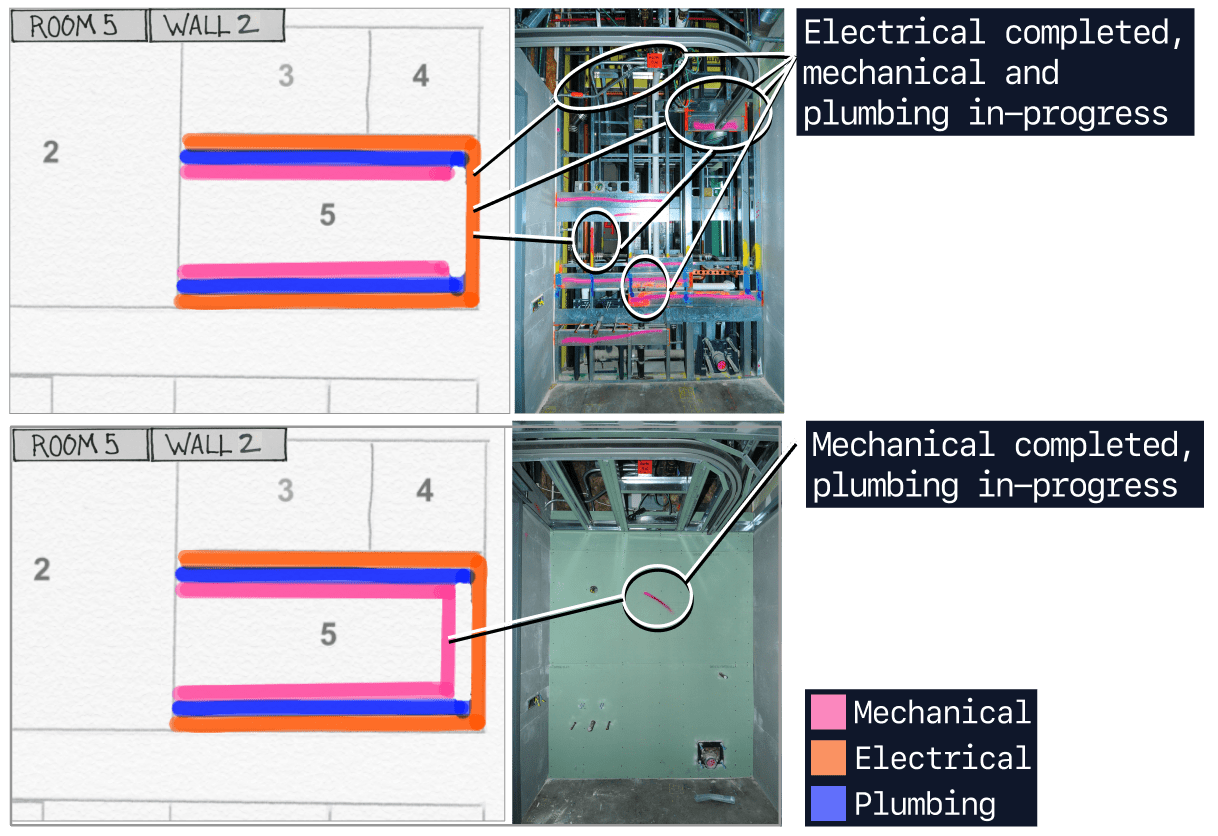 ROOM 5
WALL 2
3
4
2
5
Electrical completed,
mechanical and
plumbing in-progress
ROOM 5
WALL 2
3
4
2
5
Mechanical completed,
plumbing in-progress
Mechanical
Electrical
Plumbing